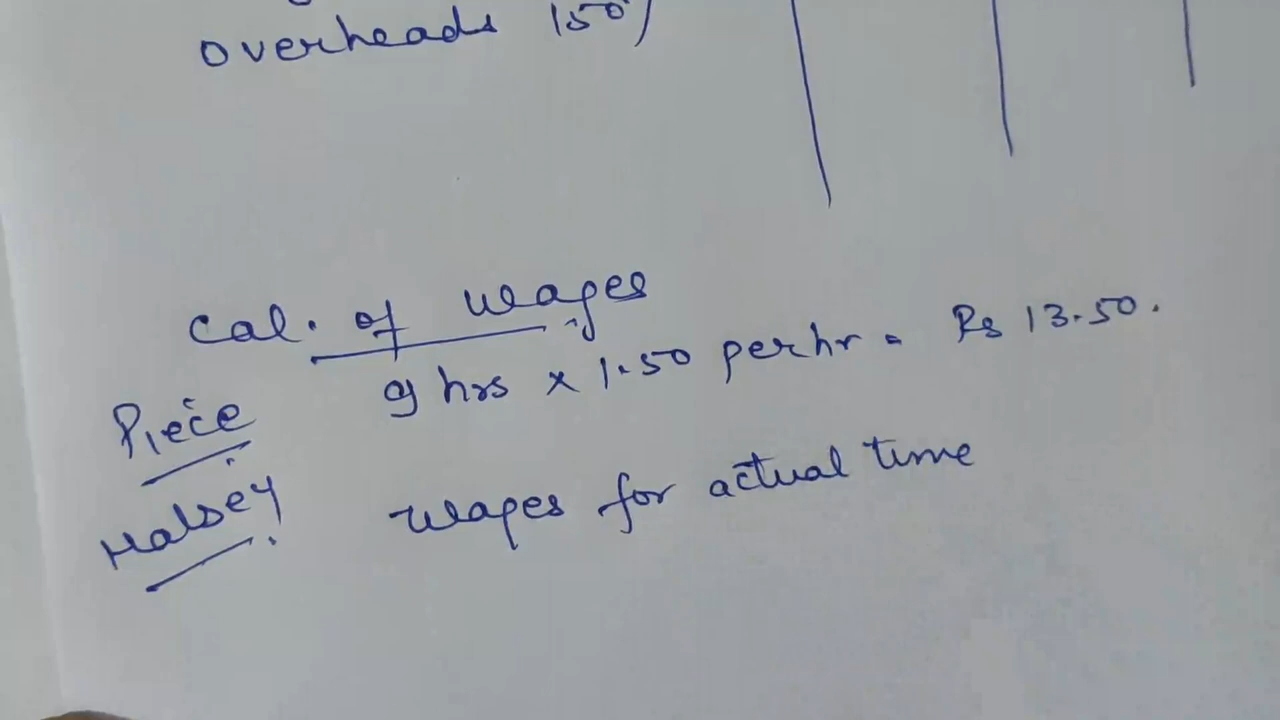 overheads 150%
Cal. of wages
Piece 9 hrs x 1.50 per hr = Rs 13.50.
Halsey wages for actual time